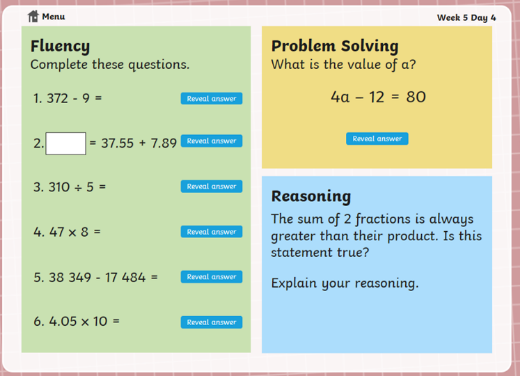 Menu
Week 5 Day 4
Fluency
Complete these questions.
1. 372 - 9 =
Reveal answer
2. = 37.55 + 7.89
Reveal answer
3. 310 ÷ 5 =
Reveal answer
4. 47 x 8 =
Reveal answer
5. 38 349 - 17 484 =
Reveal answer
6. 4.05 x 10 =
Reveal answer
Problem Solving
What is the value of a?
4a – 12 = 80
Reveal answer
Reasoning
The sum of 2 fractions is always
greater than their product. Is this
statement true?
Explain your reasoning.